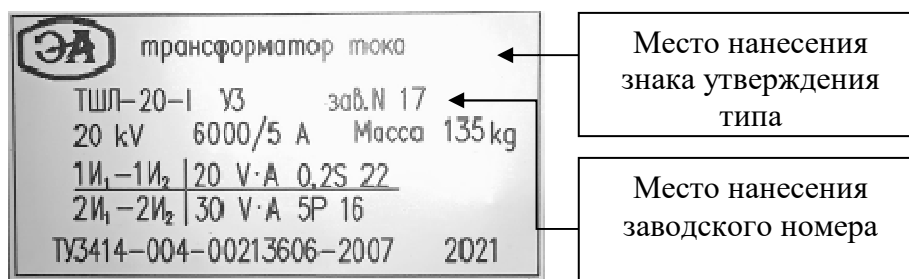 ЭА трансформатор тока
ТШЛ-20-I УЗ зав.N 17
20 kV 6000/5 А Масса 135 kg
1И₁-1И₂ 20 V·A 0,2S 22
2И₁-2И₂ 30 V·A 5P 16
ТУ3414-004-00213606-2007 2021
Место нанесения
знака утверждения
типа
Место нанесения
заводского номера